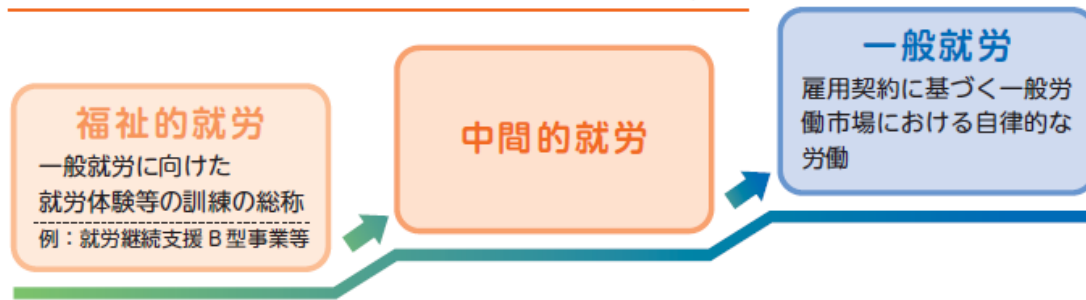 福祉的就労
一般就労に向けた
就労体験等の訓練の総称
例：就労継続支援B型事業等
中間的就労
一般就労
雇用契約に基づく一般労
働市場における自律的な
労働